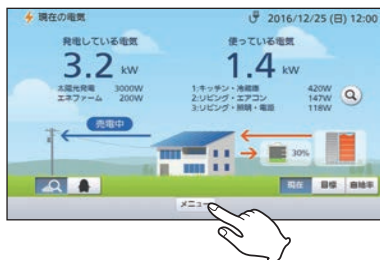 現在の電気
2016/12/25 (日) 12:00
発電している電気
3.2 kW
太陽光発電 3000W
エネファーム 200W
使っている電気
1.4 kW
1:キッチン・冷蔵庫 420W
2:リビング・エアコン 147W
3:リビング・照明・電話 118W
売電中
30%
現在 目標 自給率
メニュー